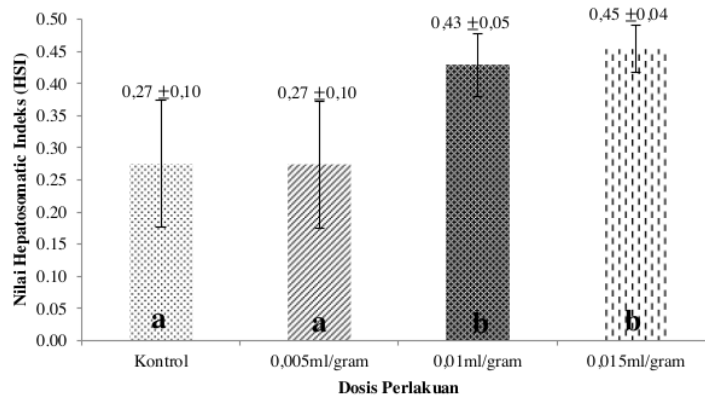 Nilai Hepatosomatic Indeks (HSI)
0.50
0.45
0.40
0.35
0.30
0.25
0.20
0.15
0.10
0.05
0.00
0,27 ±0,10
0,27 ±0,10
0,43 ±0,05
0,45 ±0,04
a
a
b
b
Kontrol
0,005ml/gram
0,01ml/gram
0,015ml/gram
Dosis Perlakuan